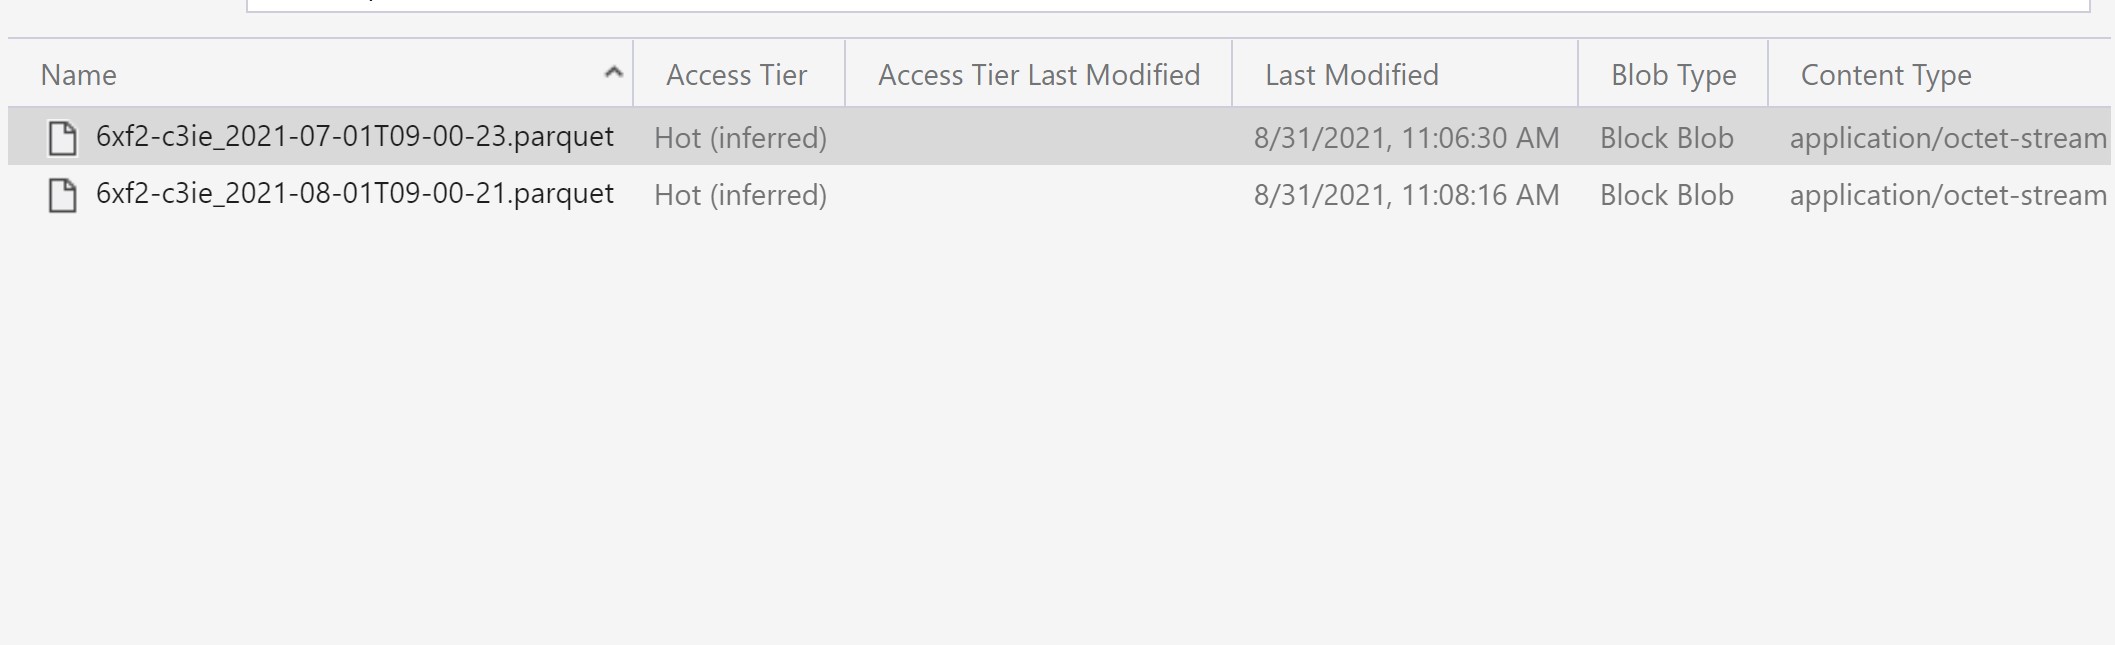 Name Access Tier Access Tier Last Modified Last Modified Blob Type Content Type
6xf2-c3ie_2021-07-01T09-00-23.parquet Hot (inferred) 8/31/2021, 11:06:30 AM Block Blob application/octet-stream
6xf2-c3ie_2021-08-01T09-00-21.parquet Hot (inferred) 8/31/2021, 11:08:16 AM Block Blob application/octet-stream